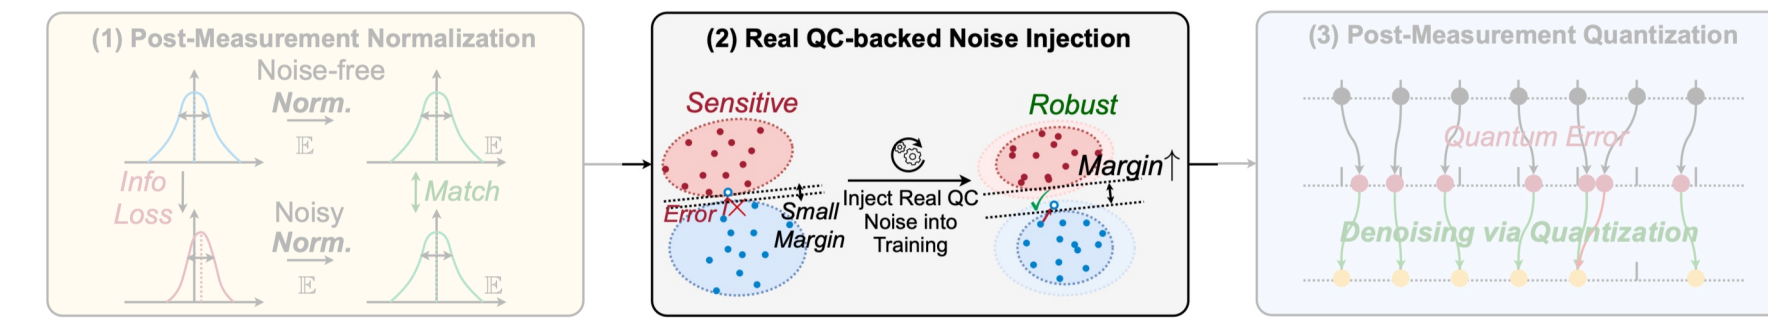 (1) Post-Measurement Normalization
Noise-free
Norm.
𝔼
𝔼
Info
Loss
Match
Noisy
Norm.
𝔼
𝔼
(2) Real QC-backed Noise Injection
Sensitive
Error
Small
Margin
Inject Real QC
Noise into
Training
Robust
Margin↑
(3) Post-Measurement Quantization
Quantum Error
Denoising via Quantization